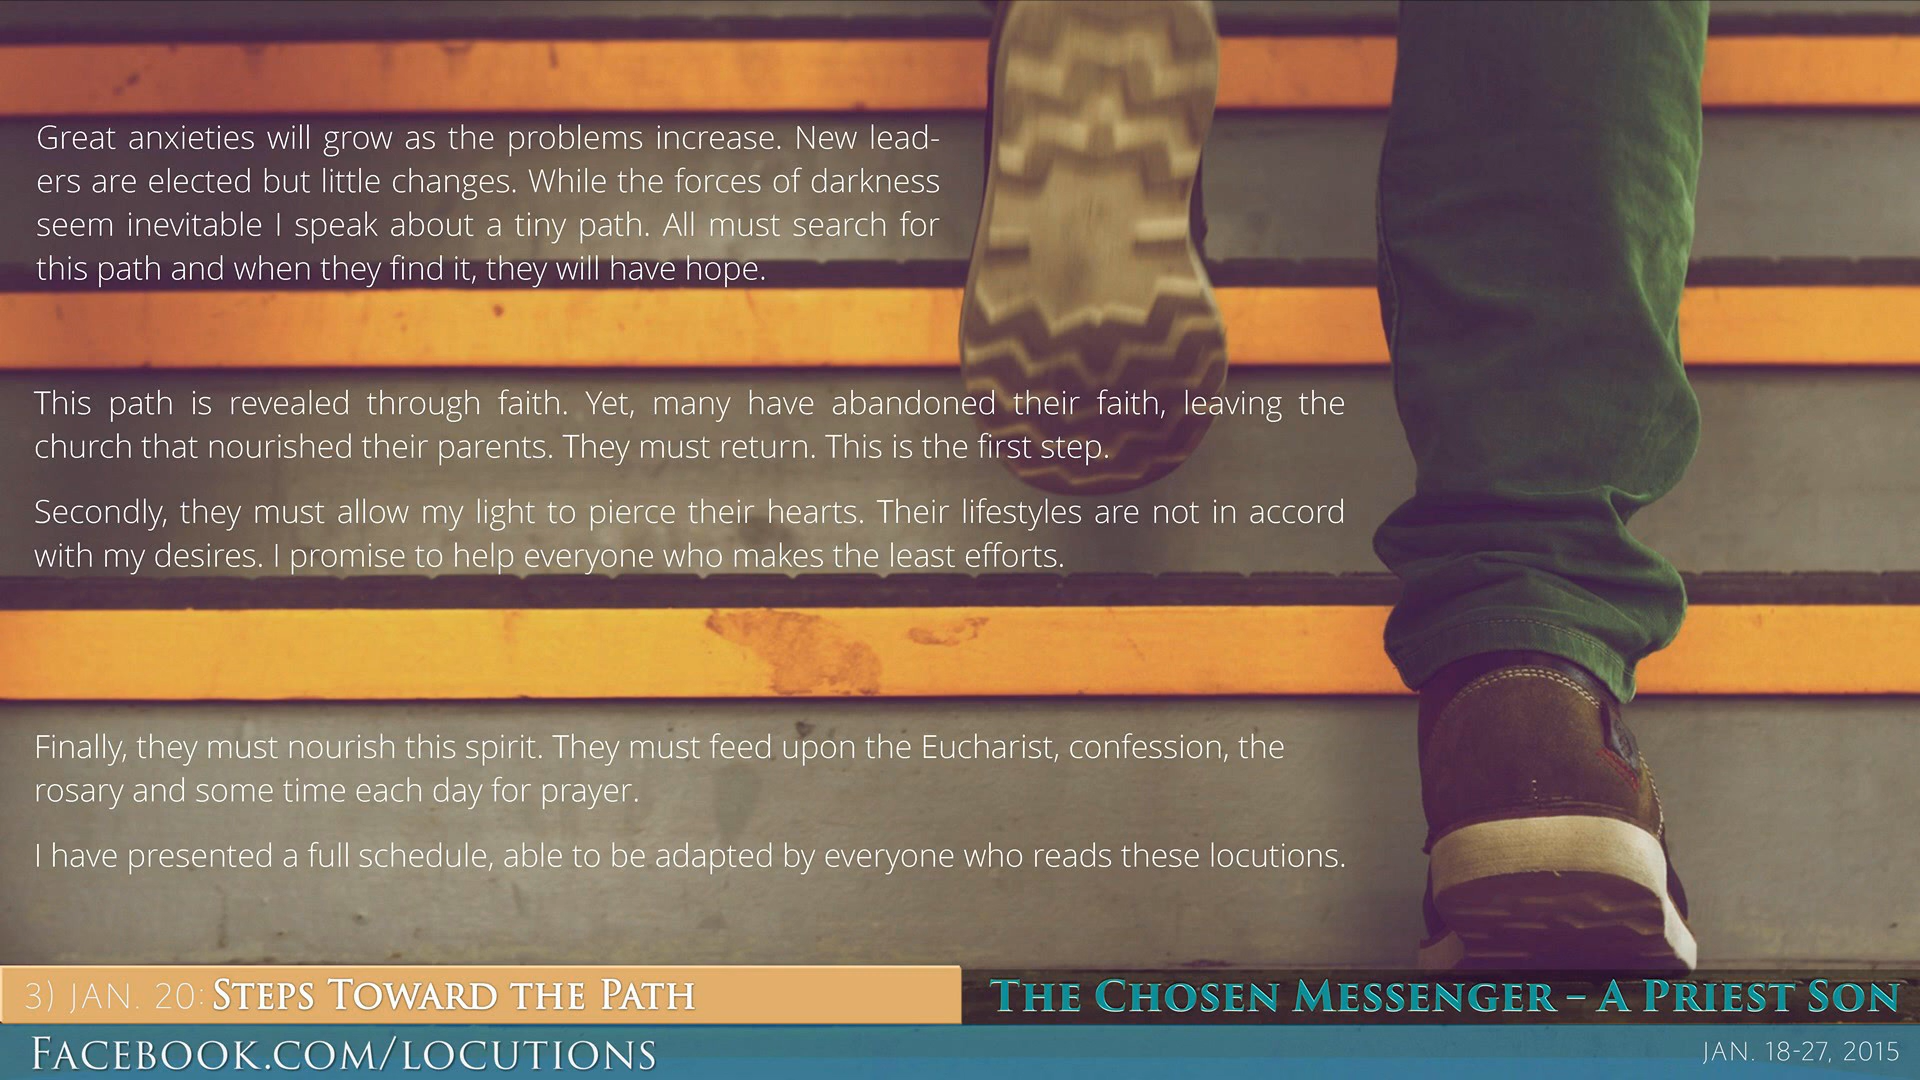 Great anxieties will grow as the problems increase. New lead-
ers are elected but little changes. While the forces of darkness
seem inevitable I speak about a tiny path. All must search for
this path and when they find it, they will have hope.
This path is revealed through faith. Yet, many have abandoned their faith, leaving the
church that nourished their parents. They must return. This is the first step.
Secondly, they must allow my light to pierce their hearts. Their lifestyles are not in accord
with my desires. I promise to help everyone who makes the least efforts.
Finally, they must nourish this spirit. They must feed upon the Eucharist, confession, the
rosary and some time each day for prayer.
I have presented a full schedule, able to be adapted by everyone who reads these locutions.
3) JAN. 20: STEPS TOWARD THE PATH
THE CHOSEN MESSENGER – A PRIEST SON
FACEBOOK.COM/LOCUTIONS
JAN. 18-27, 2015